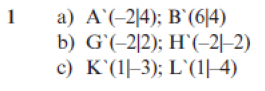 1 a) A`(–2|4); B`(6|4)
b) G`(–2|2); H`(–2|–2)
c) K`(1|–3); L`(1|–4)